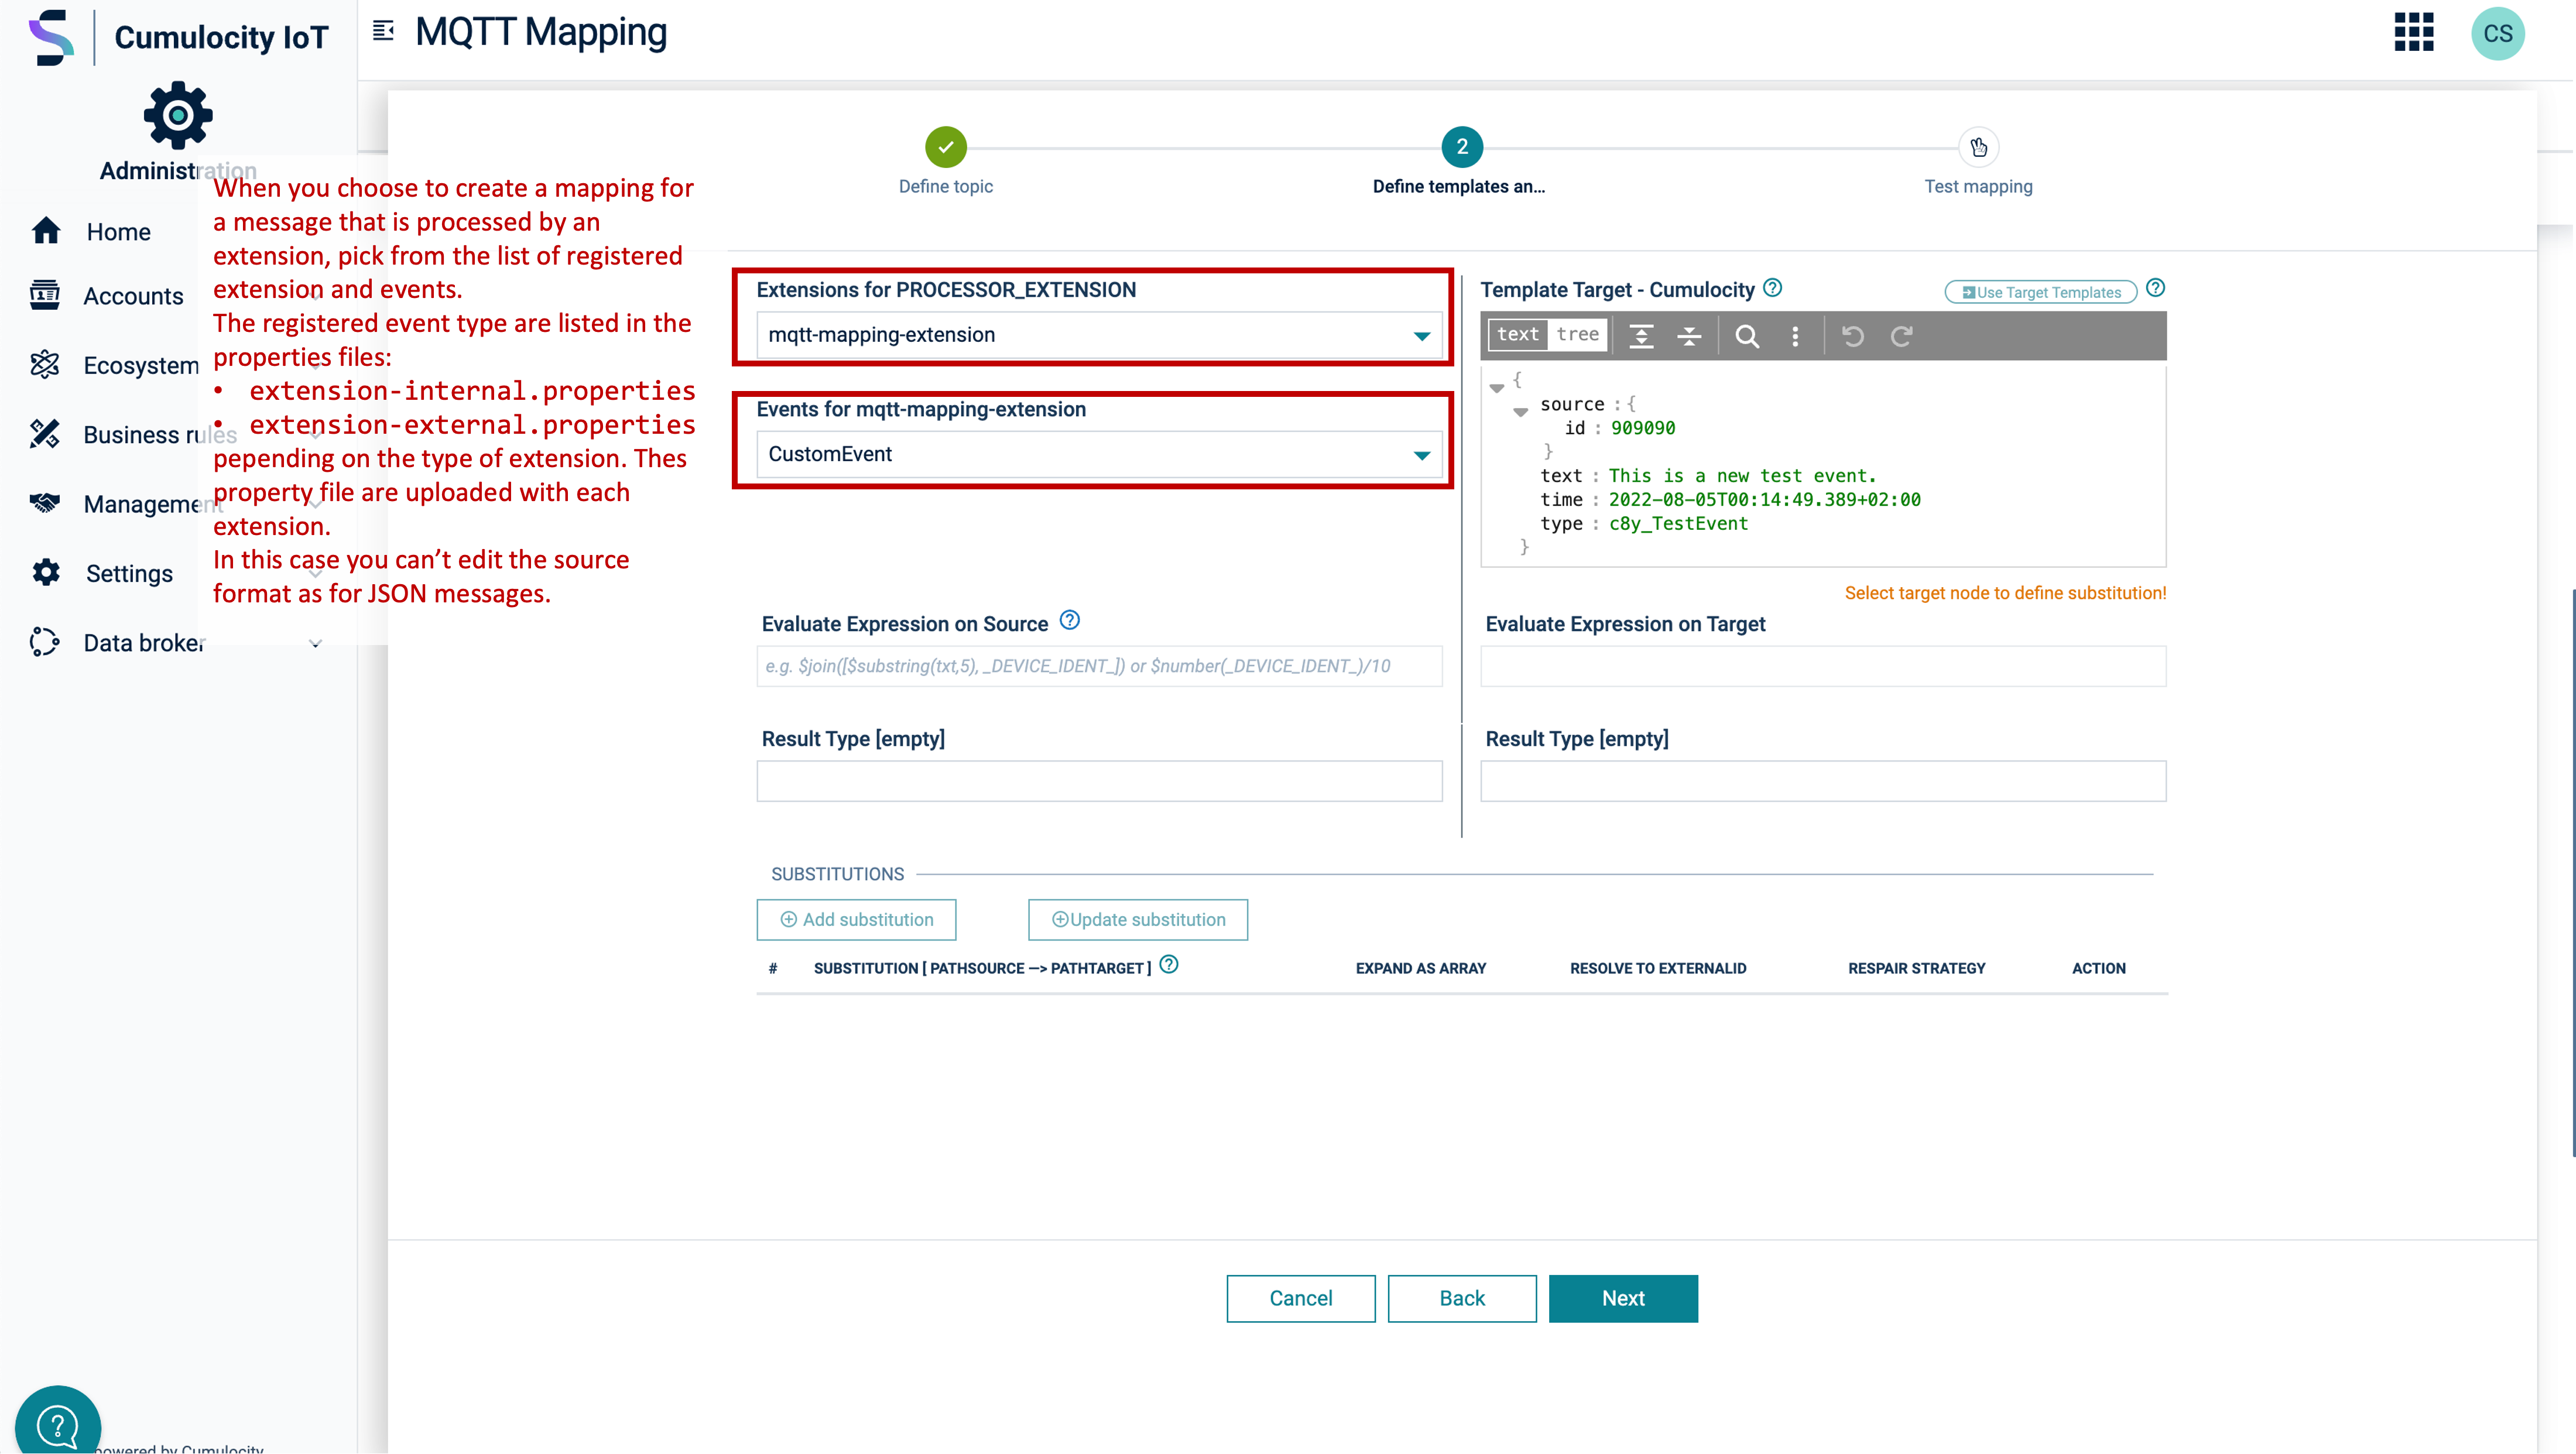 Cumulocity IoT
MQTT Mapping
CS
Administration
Home
Accounts
Ecosystem
Business rules
Management
Settings
Data broker
When you choose to create a mapping for
a message that is processed by an
extension, pick from the list of registered
extension and events.
The registered event type are listed in the
properties files:
• extension-internal.properties
• extension-external.properties
pepending on the type of extension. Thes
property file are uploaded with each
extension.
In this case you can’t edit the source
format as for JSON messages.
Define topic
2
Define templates an...
Test mapping
Extensions for PROCESSOR_EXTENSION
mqtt-mapping-extension
Events for mqtt-mapping-extension
CustomEvent
Template Target - Cumulocity
Use Target Templates
text tree
{
source : {
id : 909090
}
text : This is a new test event.
time : 2022-08-05T00:14:49.389+02:00
type : c8y_TestEvent
}
Select target node to define substitution!
Evaluate Expression on Source
e.g. $join([$substring(txt,5), _DEVICE_IDENT_]) or $number(_DEVICE_IDENT_)/10
Evaluate Expression on Target
Result Type [empty]
Result Type [empty]
SUBSTITUTIONS
Add substitution
Update substitution
# SUBSTITUTION [ PATHSOURCE —> PATHTARGET ] EXPAND AS ARRAY RESOLVE TO EXTERNALID RESPAIR STRATEGY ACTION
Cancel
Back
Next
powered by Cumulocity